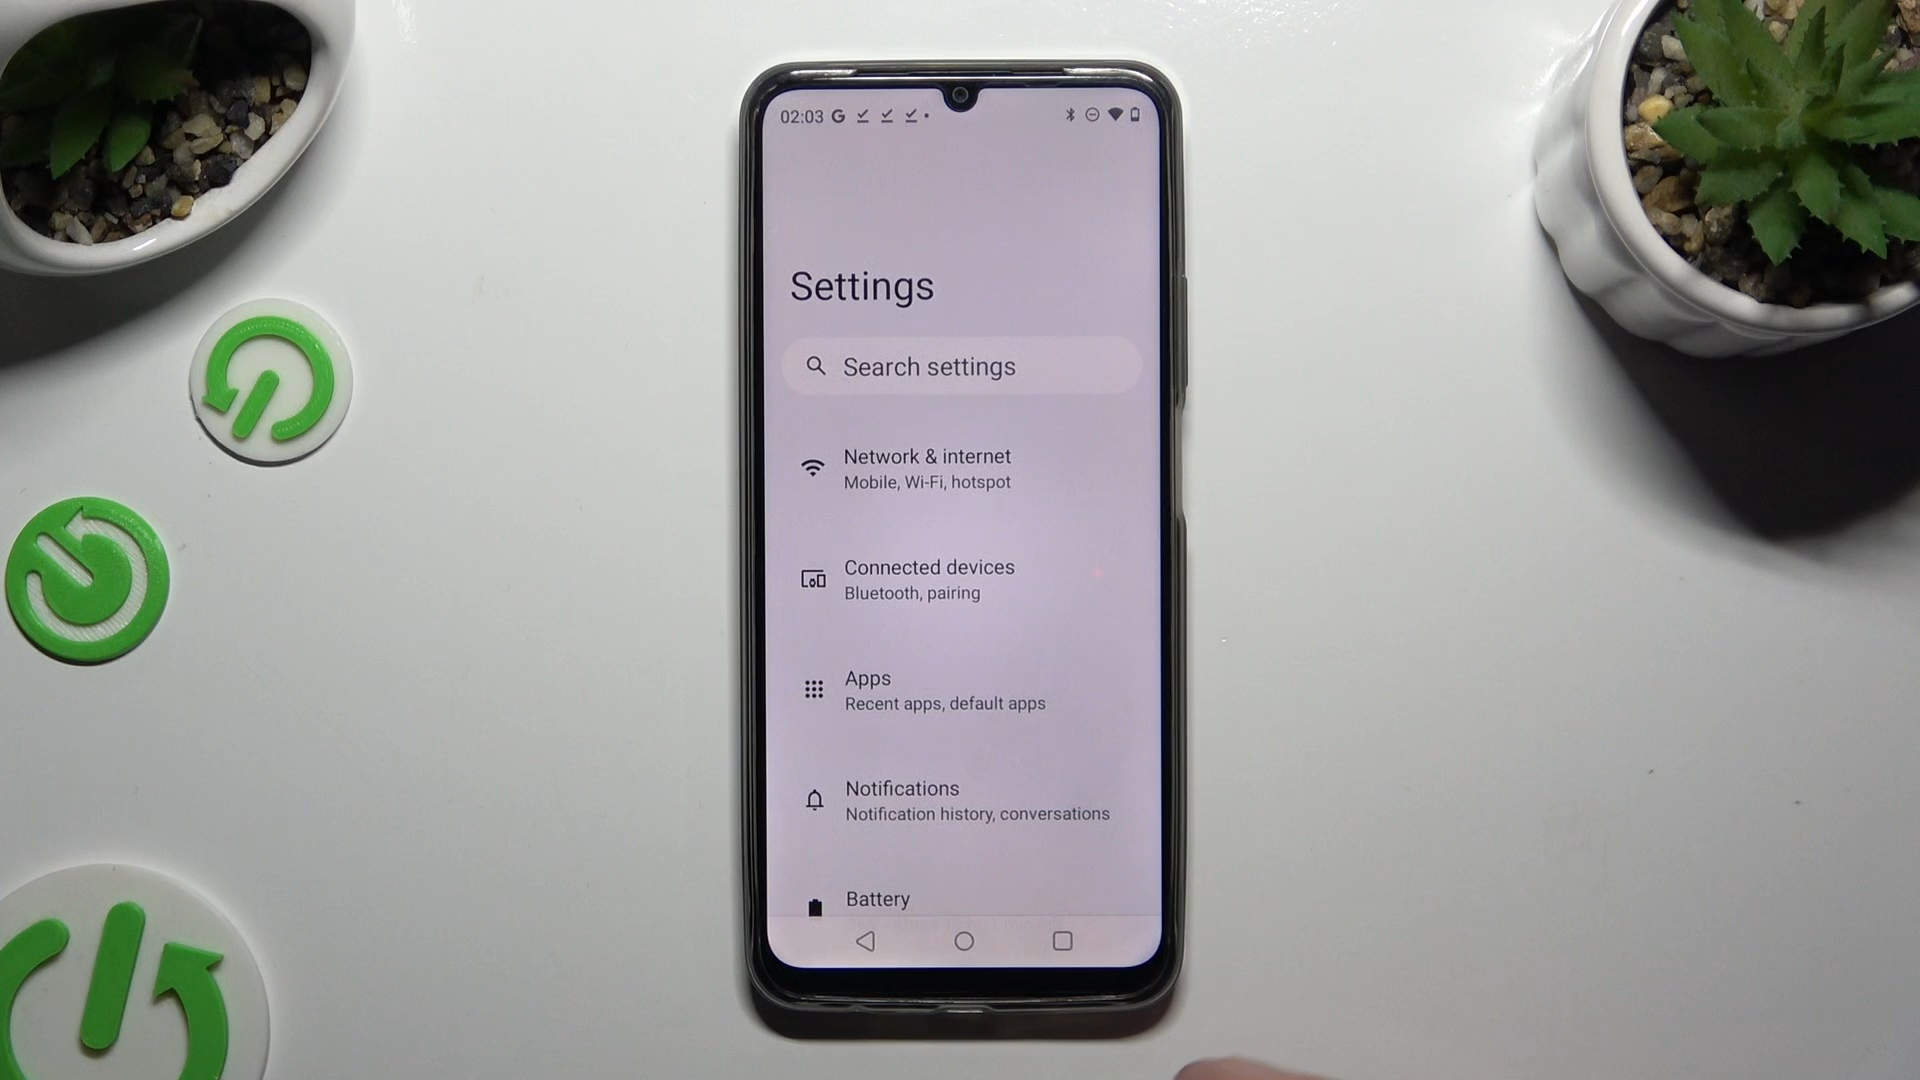 02:03 G
Settings
Search settings
Network & internet
Mobile, Wi-Fi, hotspot
Connected devices
Bluetooth, pairing
Apps
Recent apps, default apps
Notifications
Notification history, conversations
Battery